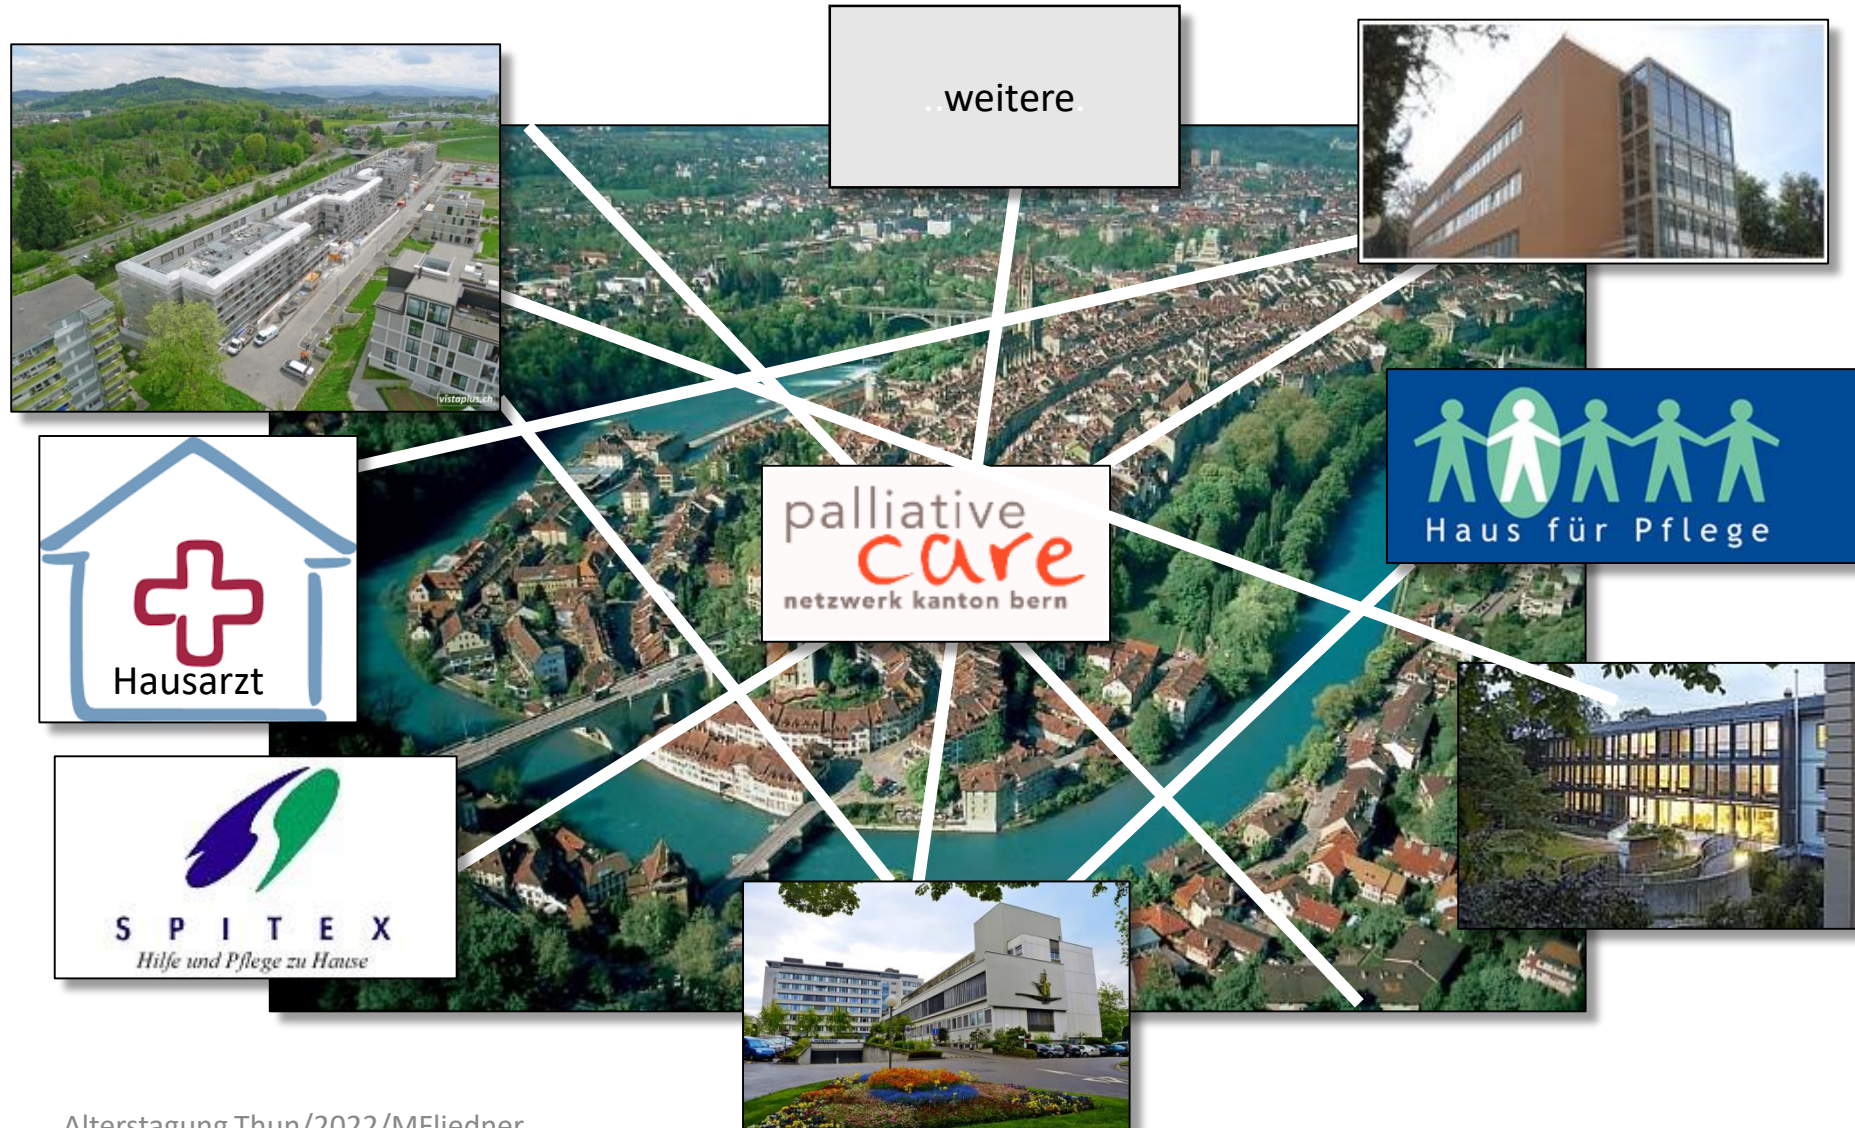 ..weitere.
vistaplus.ch
Haus für Pflege
palliative
care
netzwerk kanton bern
Hausarzt
SPITEX
Hilfe und Pflege zu Hause
Alterstagung Thun/2022/MFliedner